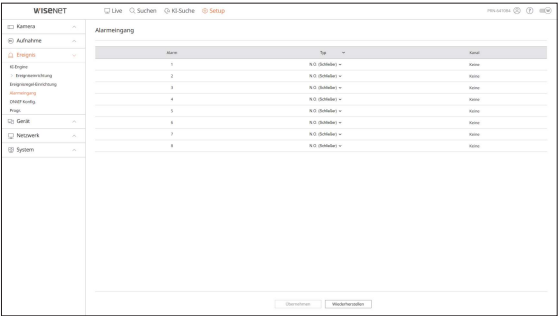 WISENET
Live Suchen KI-Suche Setup
Kamera
Aufnahme
Ereignis
KI Engine
Ereigniseinrichtung
Ereignisregel-Einrichtung
Alarmeingang
ONVIF Konfig.
Gerät
Netzwerk
System
Alarmeingang
Alarm Typ Kanal
1 N.O. (Schließer) Keine
2 N.O. (Schließer) Keine
3 N.O. (Schließer) Keine
4 N.O. (Schließer) Keine
5 N.O. (Schließer) Keine
6 N.O. (Schließer) Keine
7 N.O. (Schließer) Keine
8 N.O. (Schließer) Keine
Übernehmen Wiederherstellen